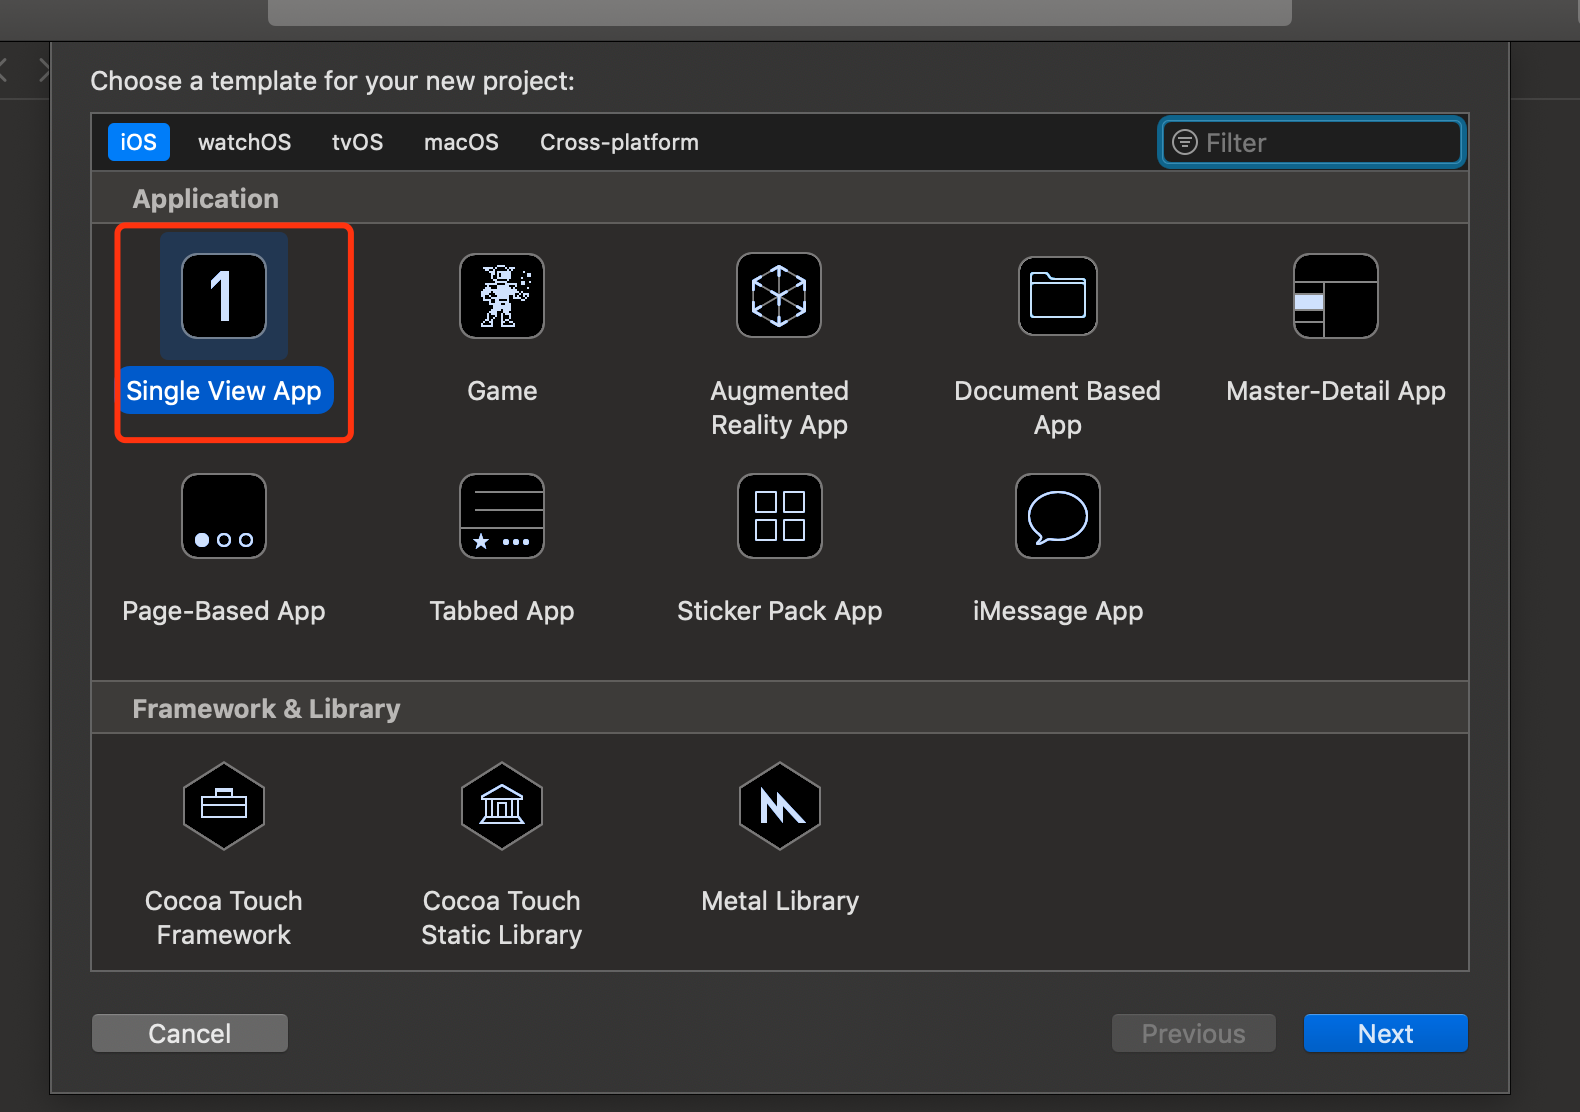 Choose a template for your new project:
iOS watchOS tvOS macOS Cross-platform Filter
Application
1
Single View App Game Augmented Document Based Master-Detail App
Reality App App
Page-Based App Tabbed App Sticker Pack App iMessage App
Framework & Library
Cocoa Touch Cocoa Touch Metal Library
Framework Static Library
Cancel Previous Next